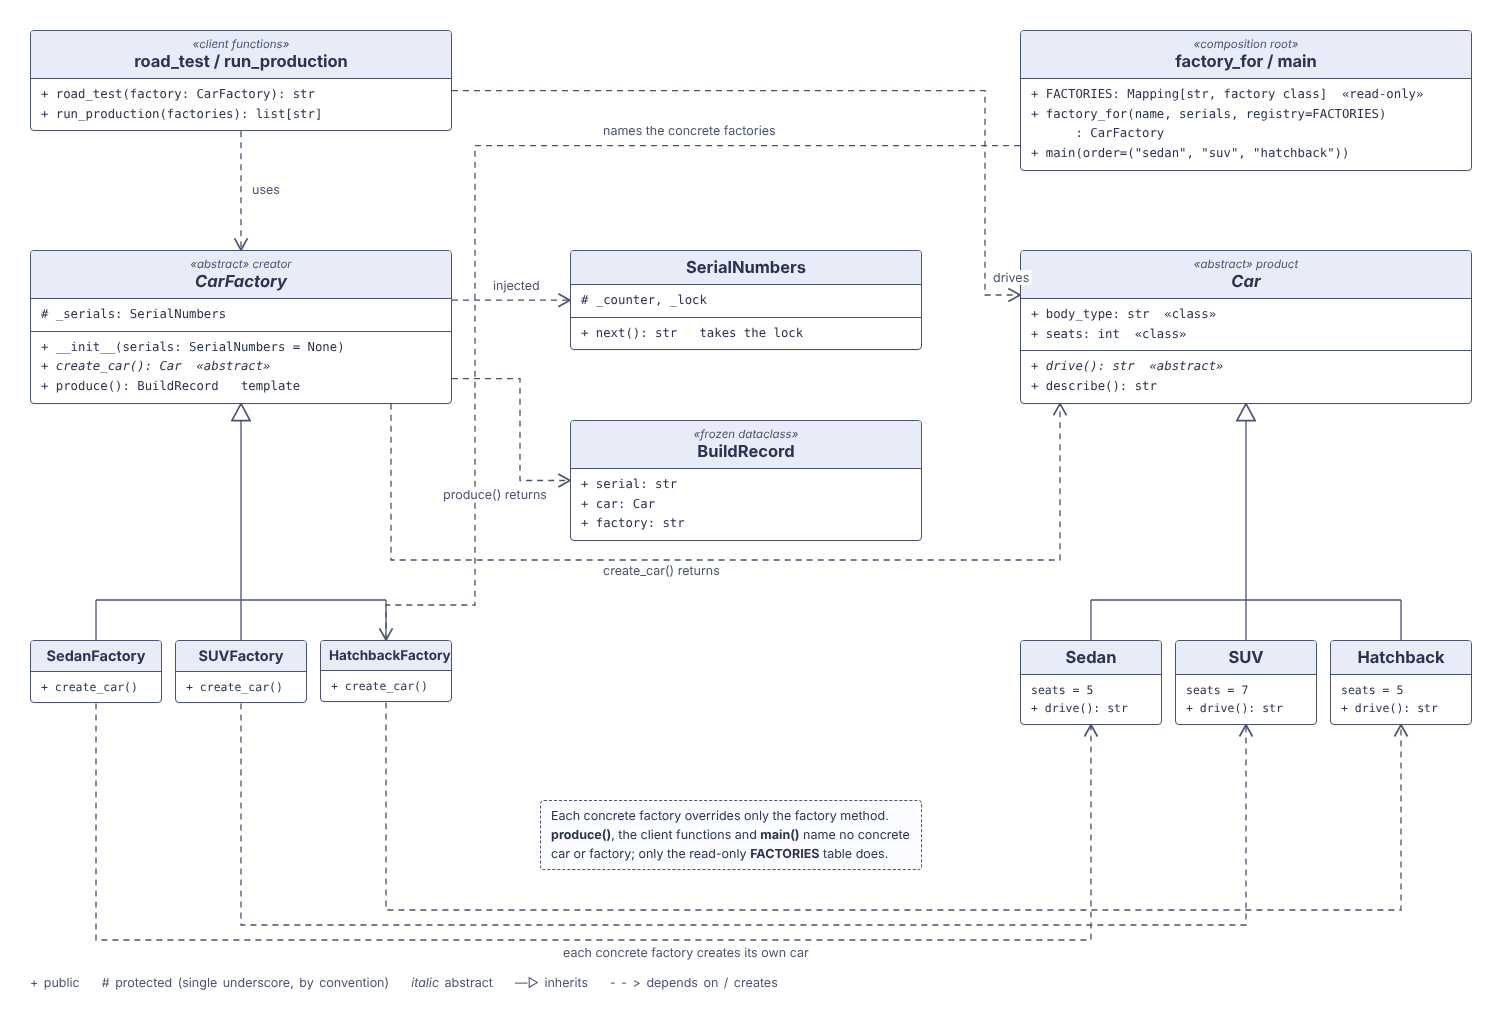 «client functions»
road_test / run_production
+ road_test(factory: CarFactory): str
+ run_production(factories): list[str]
«composition root»
factory_for / main
+ FACTORIES: Mapping[str, factory class]  «read-only»
+ factory_for(name, serials, registry=FACTORIES)
: CarFactory
+ main(order=("sedan", "suv", "hatchback"))
names the concrete factories
uses
«abstract» creator
CarFactory
# _serials: SerialNumbers
+ __init__(serials: SerialNumbers = None)
+ create_car(): Car  «abstract»
+ produce(): BuildRecord   template
injected
SerialNumbers
# _counter, _lock
+ next(): str   takes the lock
drives
«abstract» product
Car
+ body_type: str  «class»
+ seats: int  «class»
+ drive(): str  «abstract»
+ describe(): str
«frozen dataclass»
BuildRecord
+ serial: str
+ car: Car
+ factory: str
produce() returns
create_car() returns
SedanFactory
+ create_car()
SUVFactory
+ create_car()
HatchbackFactory
+ create_car()
Sedan
seats = 5
+ drive(): str
SUV
seats = 7
+ drive(): str
Hatchback
seats = 5
+ drive(): str
Each concrete factory overrides only the factory method.
produce(), the client functions and main() name no concrete
car or factory; only the read-only FACTORIES table does.
each concrete factory creates its own car
+ public   # protected (single underscore, by convention)   italic abstract   —▷ inherits   - - > depends on / creates